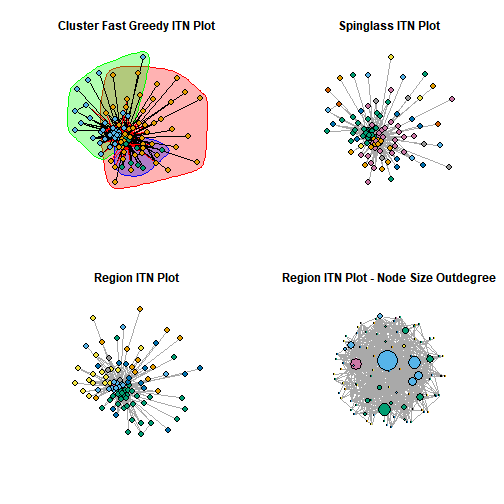 Cluster Fast Greedy ITN Plot
Spinglass ITN Plot
Region ITN Plot
Region ITN Plot - Node Size Outdegree